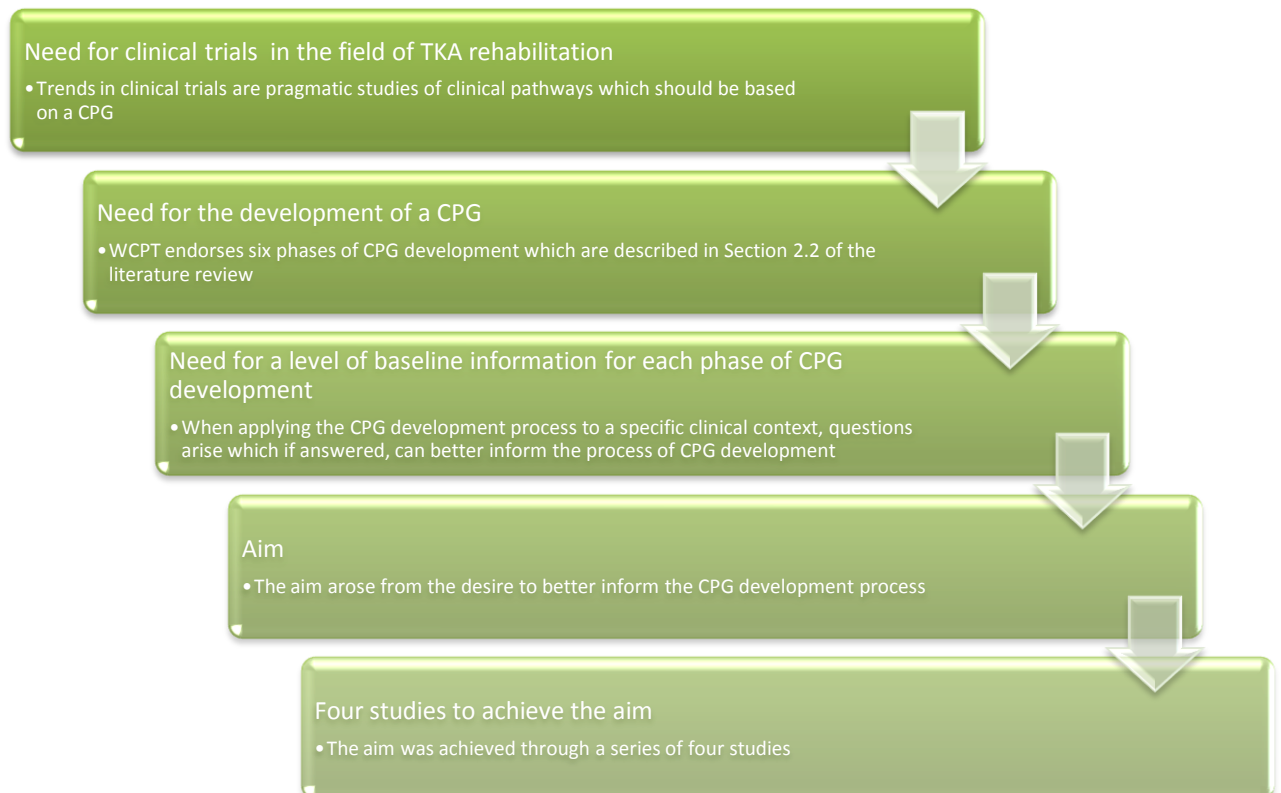 Need for clinical trials in the field of TKA rehabilitation
•Trends in clinical trials are pragmatic studies of clinical pathways which should be based
on a CPG
Need for the development of a CPG
•WCPT endorses six phases of CPG development which are described in Section 2.2 of the
literature review
Need for a level of baseline information for each phase of CPG
development
•When applying the CPG development process to a specific clinical context, questions
arise which if answered, can better inform the process of CPG development
Aim
•The aim arose from the desire to better inform the CPG development process
Four studies to achieve the aim
•The aim was achieved through a series of four studies